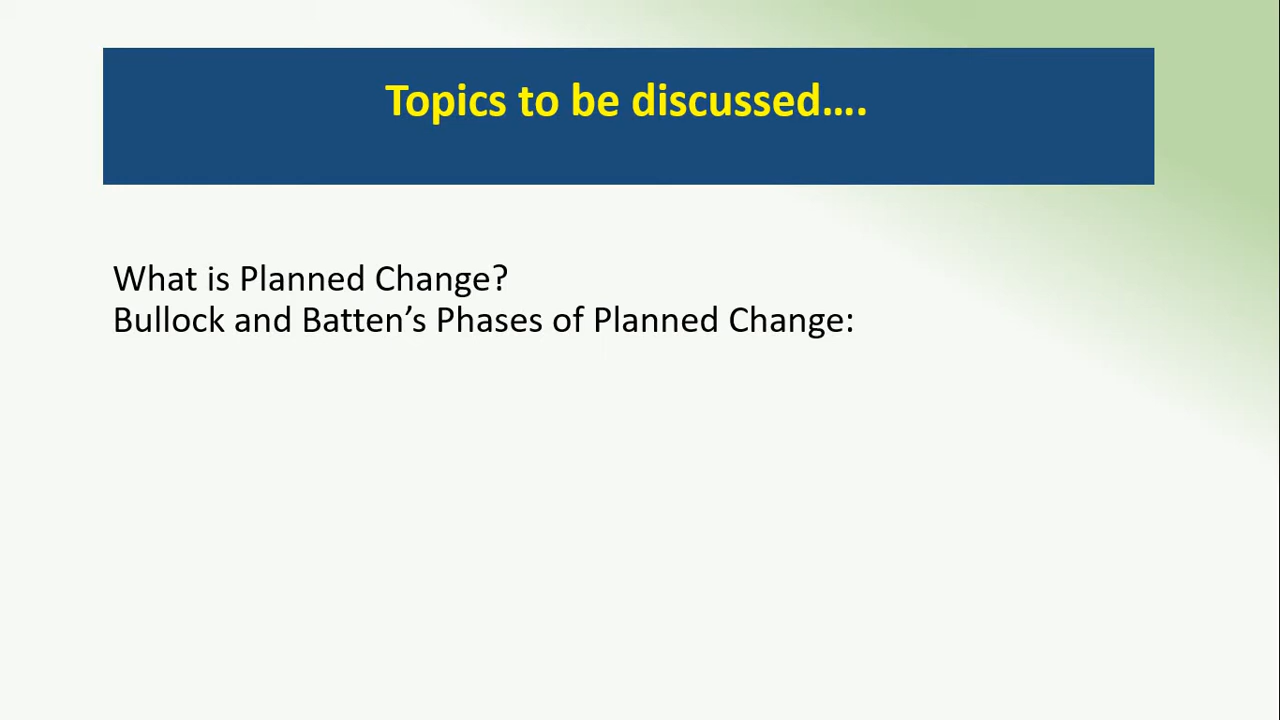 Topics to be discussed....
What is Planned Change?
Bullock and Batten’s Phases of Planned Change: